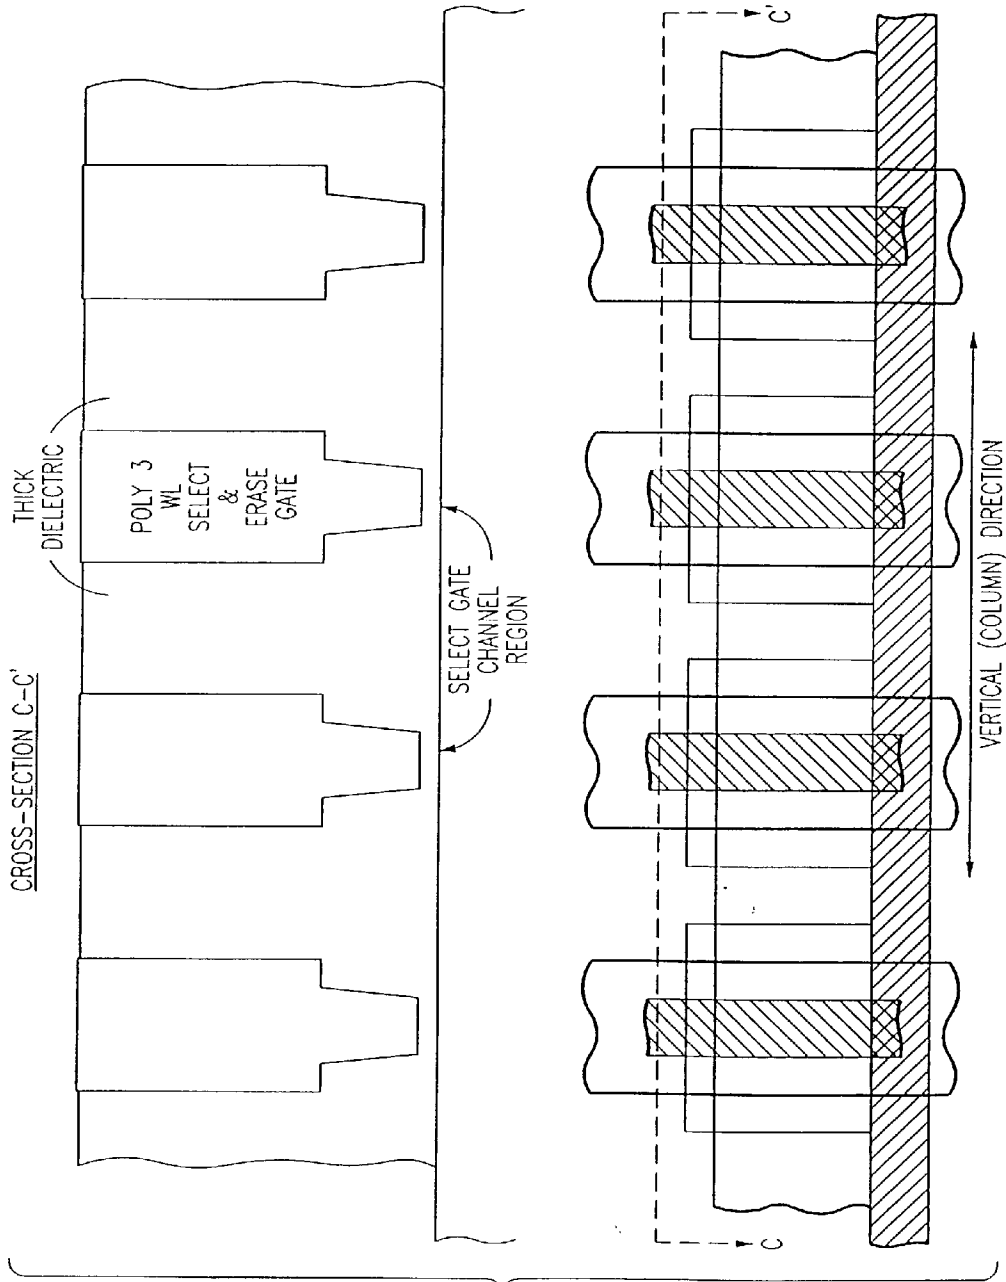 CROSS-SECTION C-C'
THICK
DIELECTRIC
POLY 3
WL
SELECT
&
ERASE
GATE
SELECT GATE
CHANNEL
REGION
C
C'
VERTICAL (COLUMN) DIRECTION